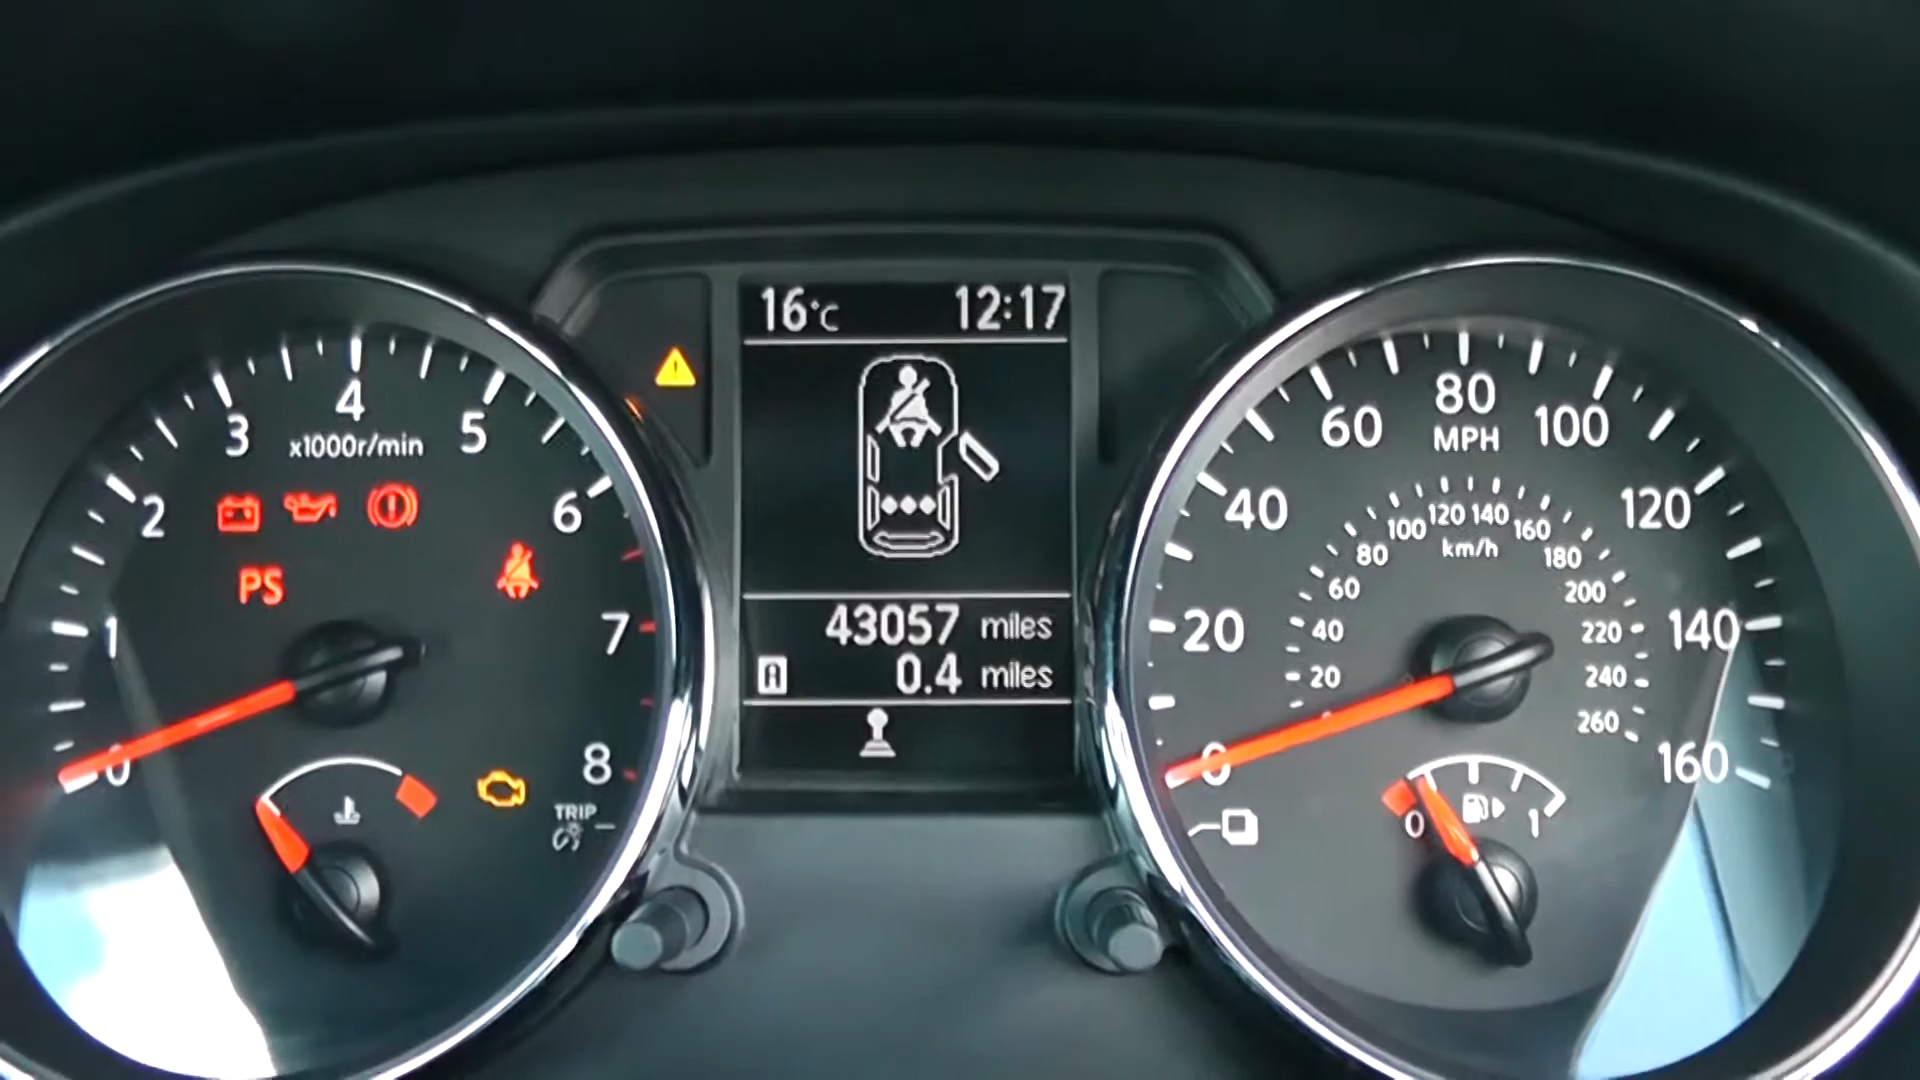 16°C 12:17
43057 miles
A 0.4 miles
0 1 2 3 4 5 6 7 8
x1000r/min
PS
TRIP
0 20 40 60 80 100 120 140 160
MPH
20 40 60 80 100 120 140 160 180 200 220 240 260
km/h
0 1